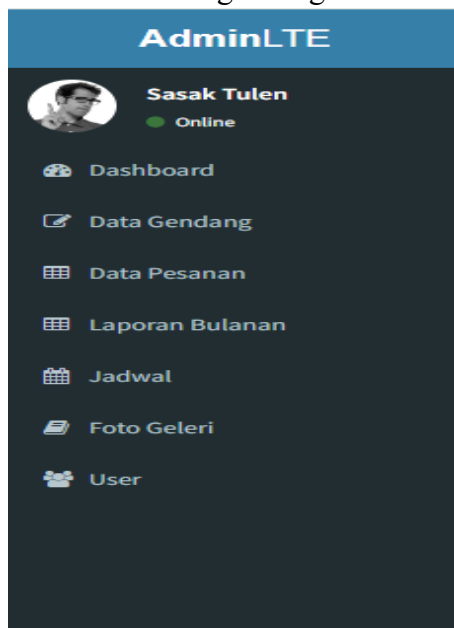 AdminLTE
Sasak Tulen
Online
Dashboard
Data Gendang
Data Pesanan
Laporan Bulanan
Jadwal
Foto Geleri
User